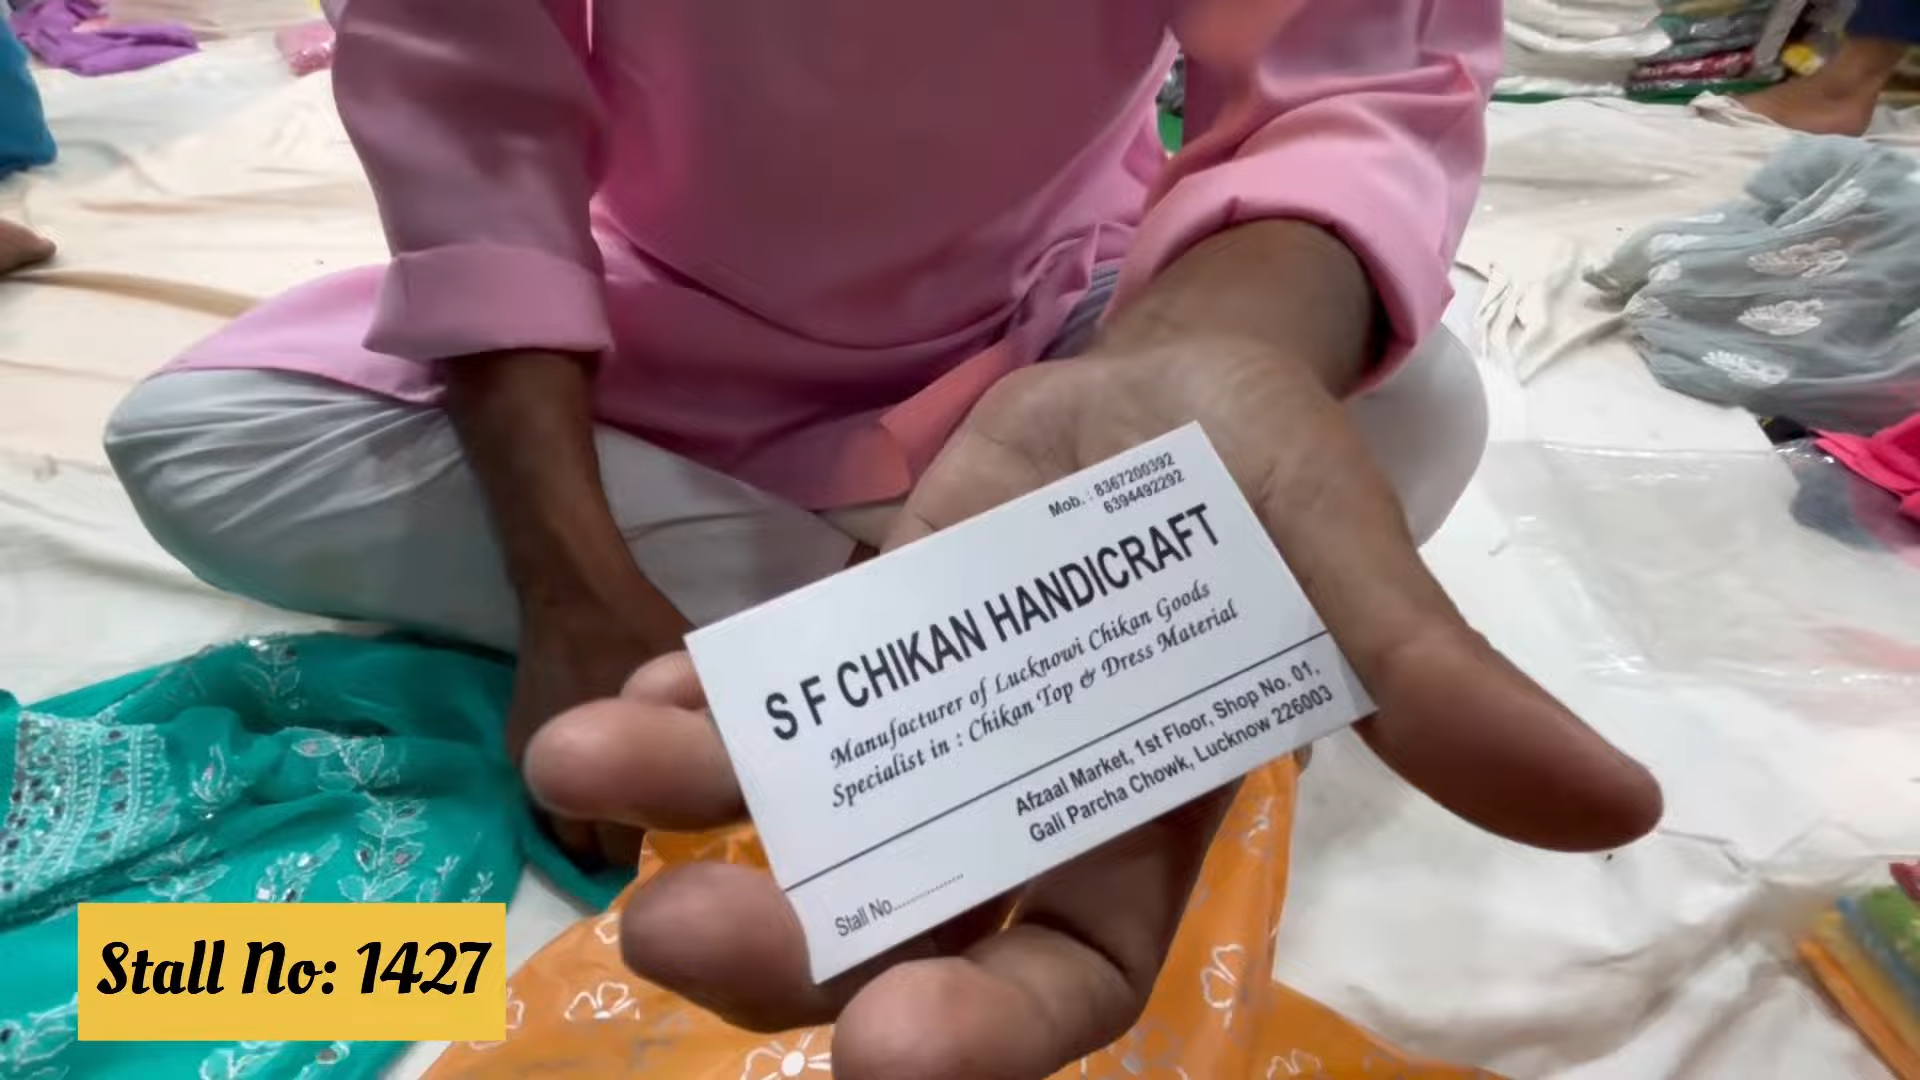 Mob. : 8367200392
6394492292
S F CHIKAN HANDICRAFT
Manufacturer of Lucknowi Chikan Goods
Specialist in : Chikan Top & Dress Material
Afzaal Market, 1st Floor, Shop No. 01,
Gali Parcha Chowk, Lucknow 226003
Stall No..................
Stall No: 1427